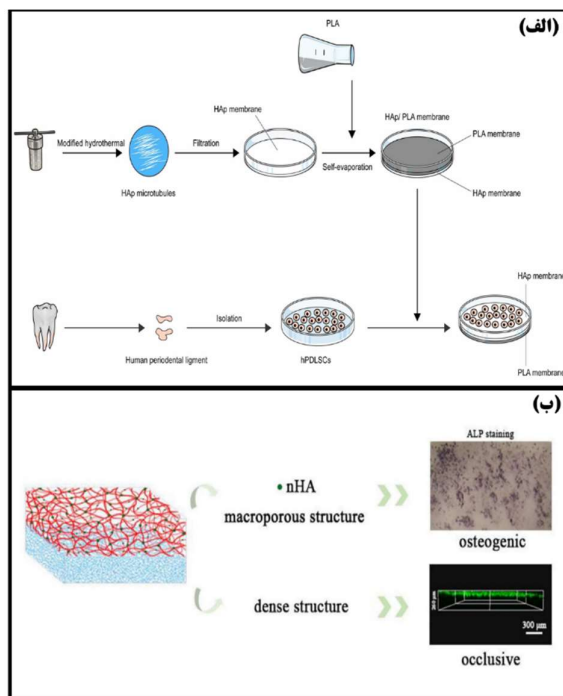 (الف)
PLA
HAp membrane
HAp/ PLA membrane
PLA membrane
Modified hydrothermal
Filtration
Self-evaporation
HAp microtubules
HAp membrane
HAp membrane
Isolation
Human periodental ligment
hPDLSCs
PLA membrane
(ب)
ALP staining
• nHA
macroporous structure
osteogenic
dense structure
300 µm
occlusive